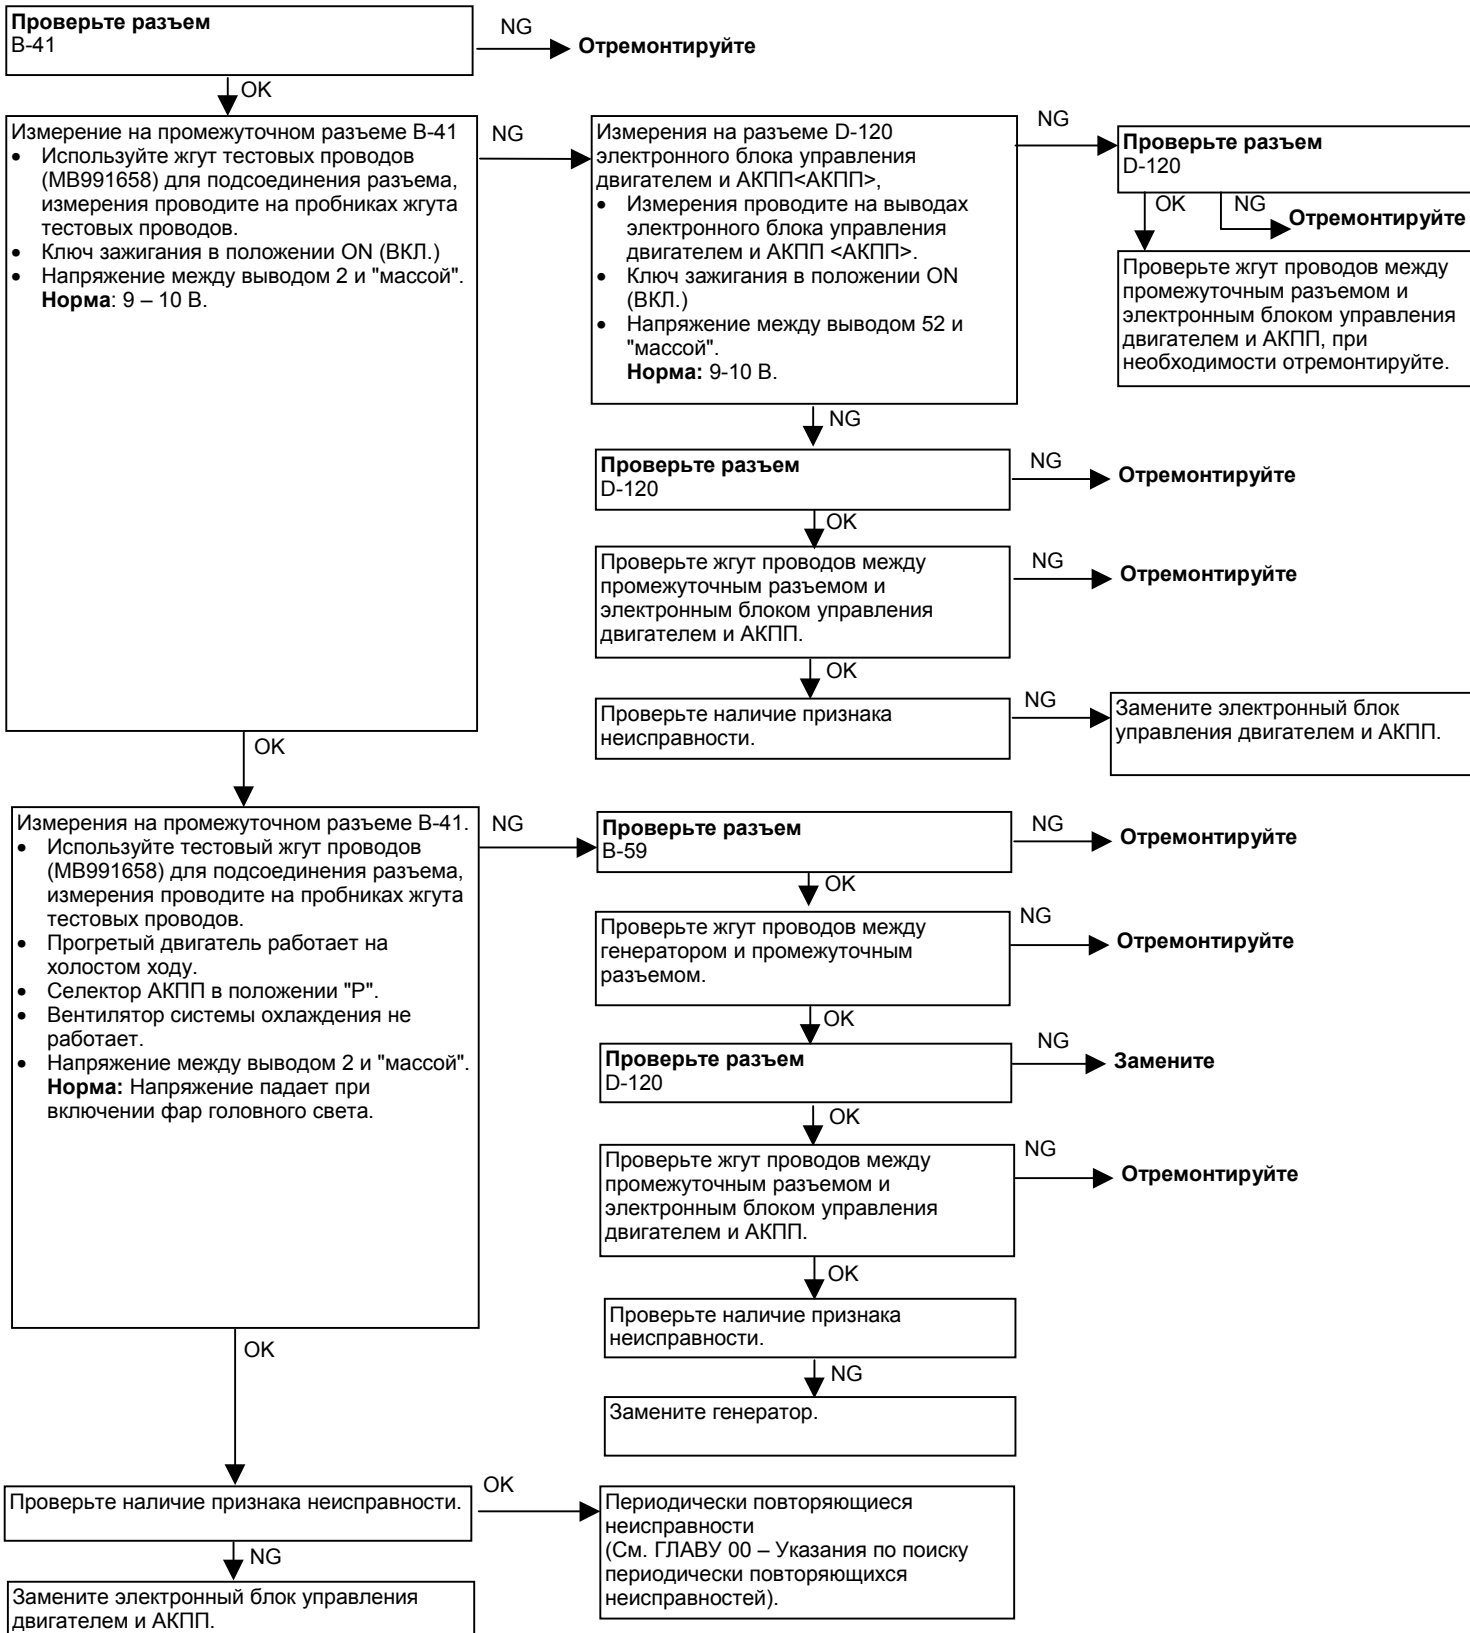 Проверьте разъем
B-41
NG
Отремонтируйте
OK
Измерение на промежуточном разъеме B-41
• Используйте жгут тестовых проводов
(MB991658) для подсоединения разъема,
измерения проводите на пробниках жгута
тестовых проводов.
• Ключ зажигания в положении ON (ВКЛ.)
• Напряжение между выводом 2 и "массой".
Норма: 9 – 10 В.
NG
Измерения на разъеме D-120
электронного блока управления
двигателем и АКПП<АКПП>,
• Измерения проводите на выводах
электронного блока управления
двигателем и АКПП <АКПП>.
• Ключ зажигания в положении ON
(ВКЛ.)
• Напряжение между выводом 52 и
"массой".
Норма: 9-10 В.
NG
Проверьте разъем
D-120
OK
NG
Отремонтируйте
Проверьте жгут проводов между
промежуточным разъемом и
электронным блоком управления
двигателем и АКПП, при
необходимости отремонтируйте.
NG
Проверьте разъем
D-120
NG
Отремонтируйте
OK
Проверьте жгут проводов между
промежуточным разъемом и
электронным блоком управления
двигателем и АКПП.
NG
Отремонтируйте
OK
Проверьте наличие признака
неисправности.
NG
Замените электронный блок
управления двигателем и АКПП.
OK
Измерения на промежуточном разъеме B-41.
• Используйте тестовый жгут проводов
(MB991658) для подсоединения разъема,
измерения проводите на пробниках жгута
тестовых проводов.
• Прогретый двигатель работает на
холостом ходу.
• Селектор АКПП в положении "P".
• Вентилятор системы охлаждения не
работает.
• Напряжение между выводом 2 и "массой".
Норма: Напряжение падает при
включении фар головного света.
NG
Проверьте разъем
B-59
NG
Отремонтируйте
OK
Проверьте жгут проводов между
генератором и промежуточным
разъемом.
NG
Отремонтируйте
OK
Проверьте разъем
D-120
NG
Замените
OK
Проверьте жгут проводов между
промежуточным разъемом и
электронным блоком управления
двигателем и АКПП.
NG
Отремонтируйте
OK
Проверьте наличие признака
неисправности.
NG
Замените генератор.
OK
Проверьте наличие признака неисправности.
OK
Периодически повторяющиеся
неисправности
(См. ГЛАВУ 00 – Указания по поиску
периодически повторяющихся
неисправностей).
NG
Замените электронный блок управления
двигателем и АКПП.